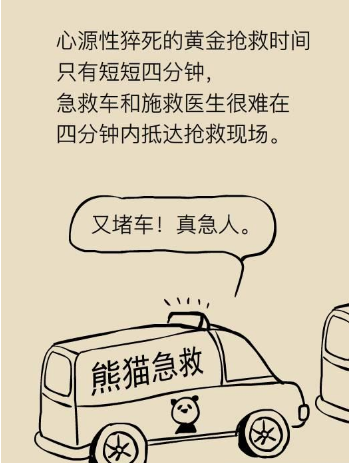 心源性猝死的黄金抢救时间
只有短短四分钟，
急救车和施救医生很难在
四分钟内抵达抢救现场。
又堵车！真急人。
熊猫急救